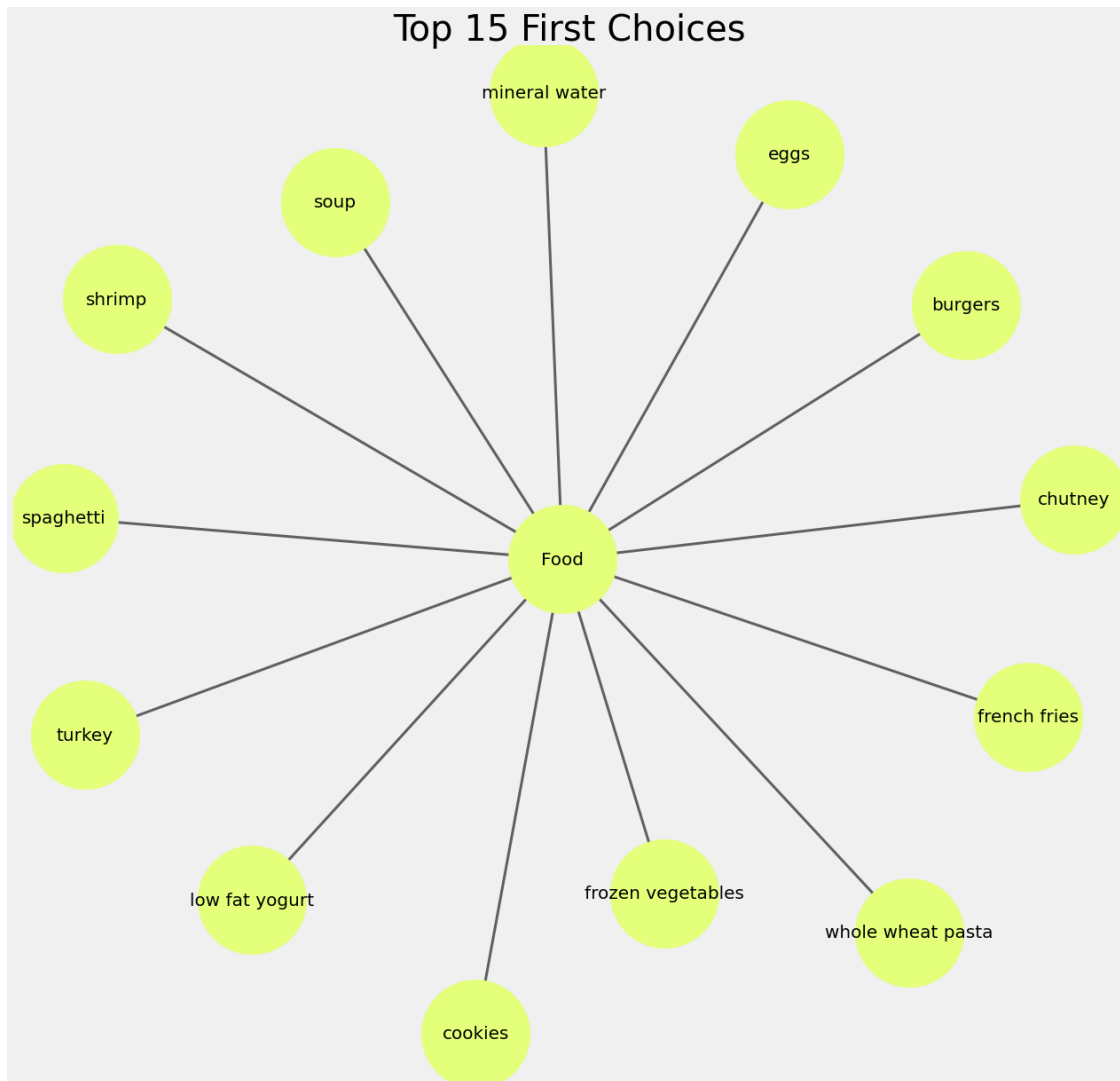 Top 15 First Choices
mineral water
eggs
soup
shrimp
burgers
chutney
spaghetti
Food
french fries
turkey
frozen vegetables
low fat yogurt
whole wheat pasta
cookies